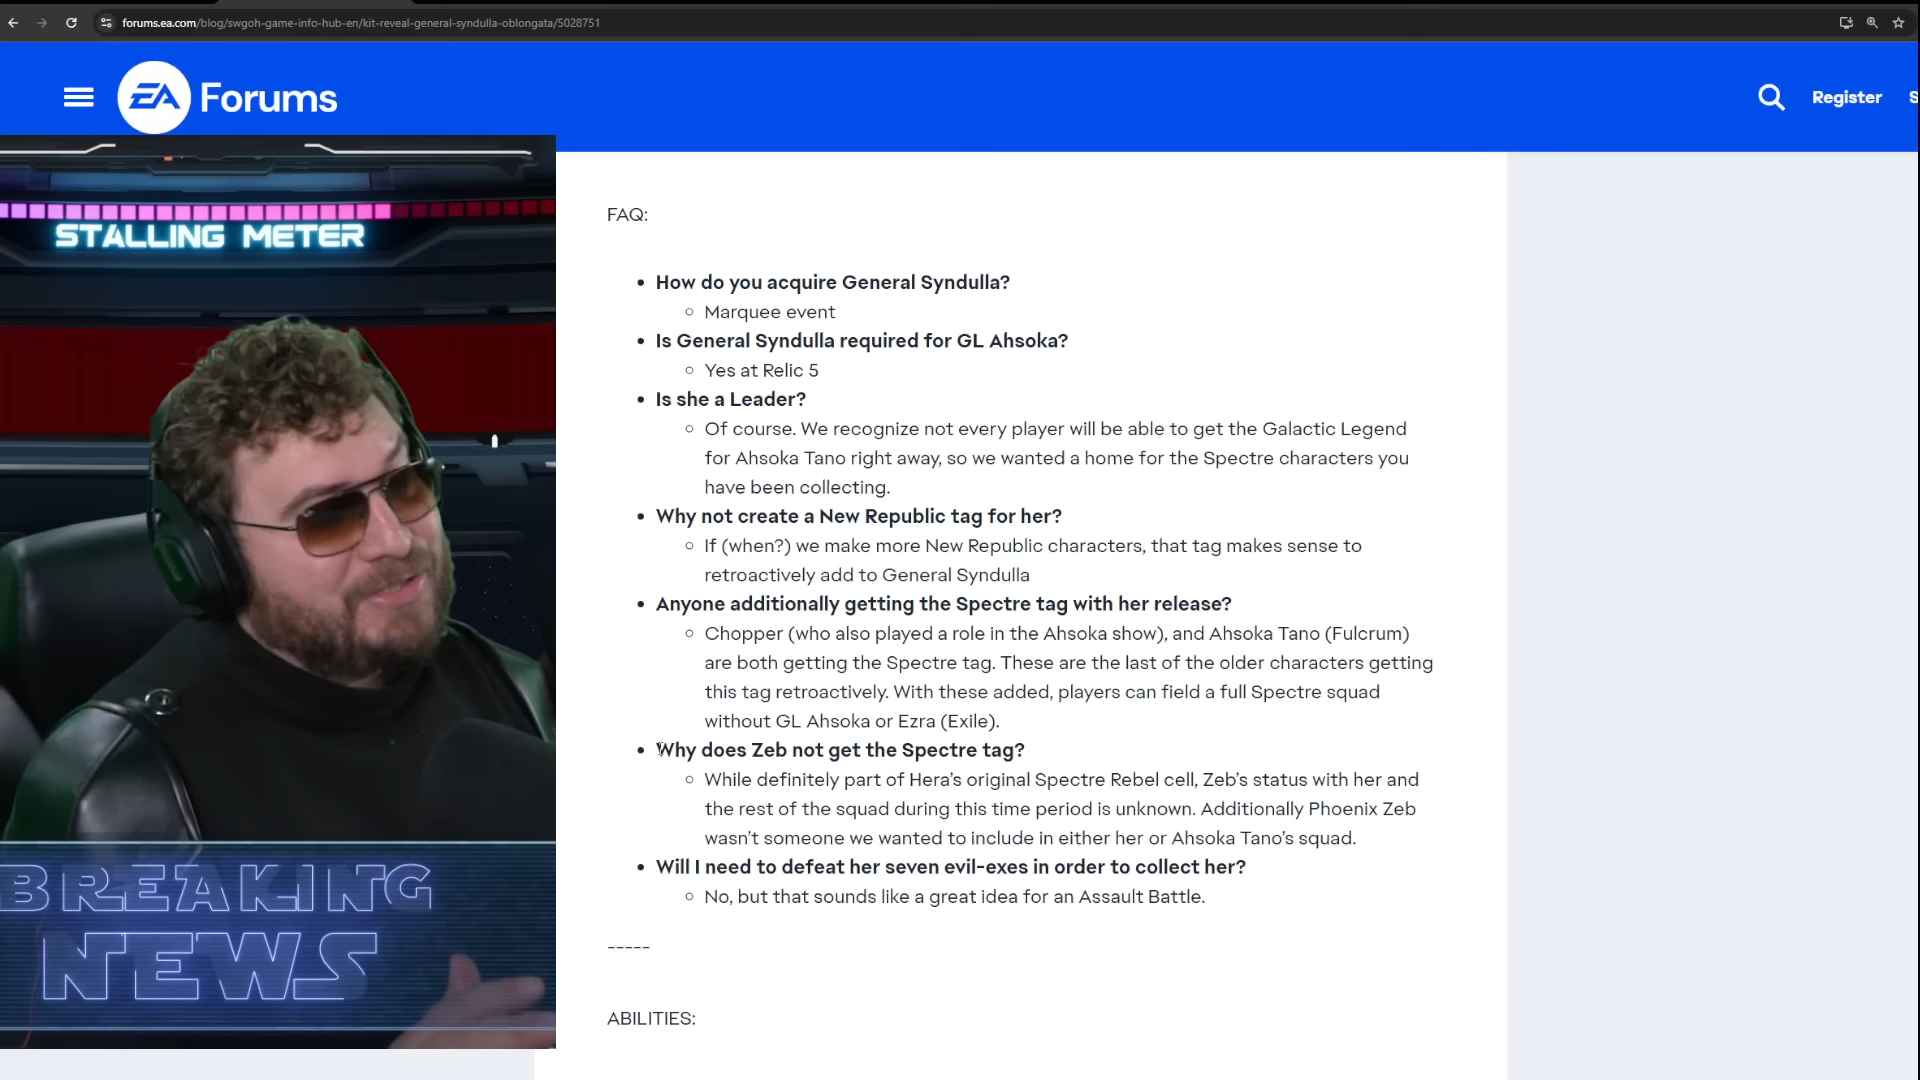 forums.ea.com/blog/swgoh-game-info-hub-en/kit-reveal-general-syndulla-oblongata/5028751
EA Forums
Register
S
STALLING METER
FAQ:
• How do you acquire General Syndulla?
○ Marquee event
• Is General Syndulla required for GL Ahsoka?
○ Yes at Relic 5
• Is she a Leader?
○ Of course. We recognize not every player will be able to get the Galactic Legend
for Ahsoka Tano right away, so we wanted a home for the Spectre characters you
have been collecting.
• Why not create a New Republic tag for her?
○ If (when?) we make more New Republic characters, that tag makes sense to
retroactively add to General Syndulla
• Anyone additionally getting the Spectre tag with her release?
○ Chopper (who also played a role in the Ahsoka show), and Ahsoka Tano (Fulcrum)
are both getting the Spectre tag. These are the last of the older characters getting
this tag retroactively. With these added, players can field a full Spectre squad
without GL Ahsoka or Ezra (Exile).
• Why does Zeb not get the Spectre tag?
○ While definitely part of Hera’s original Spectre Rebel cell, Zeb’s status with her and
the rest of the squad during this time period is unknown. Additionally Phoenix Zeb
wasn’t someone we wanted to include in either her or Ahsoka Tano’s squad.
• Will I need to defeat her seven evil-exes in order to collect her?
○ No, but that sounds like a great idea for an Assault Battle.
-----
ABILITIES:
BREAKING
NEWS